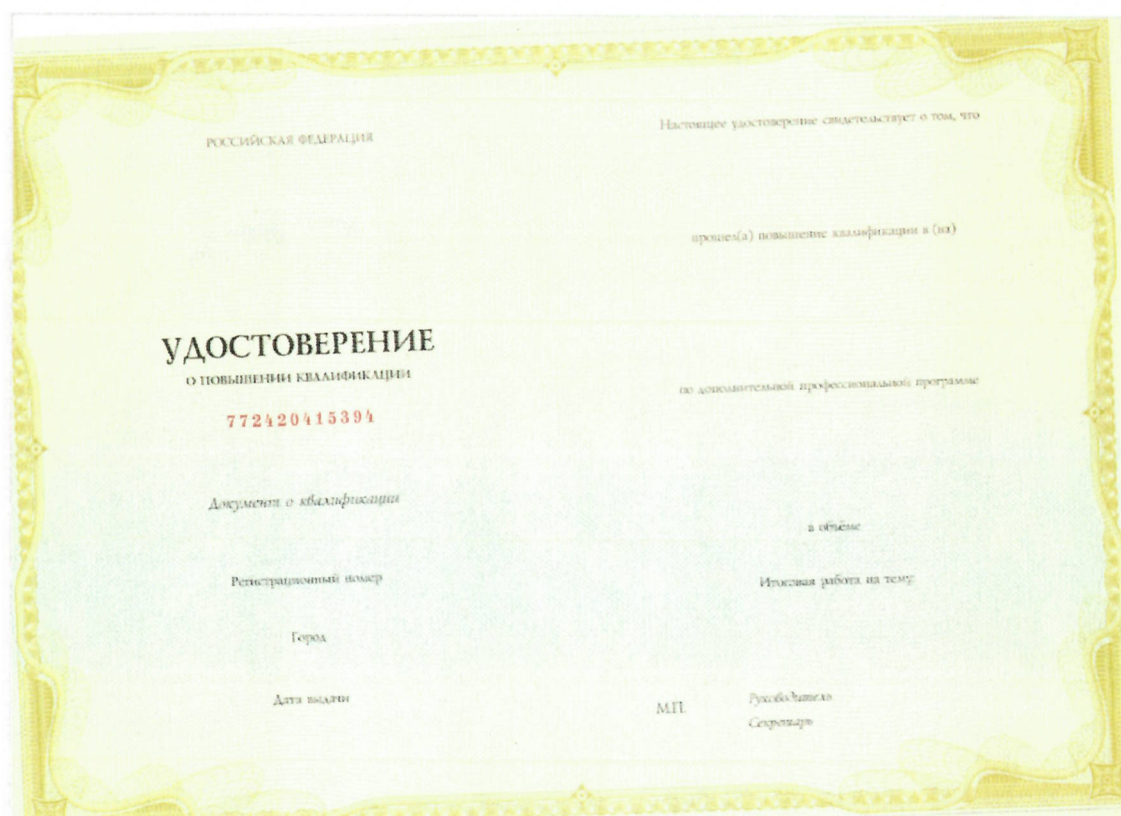 РОССИЙСКАЯ ФЕДЕРАЦИЯ
УДОСТОВЕРЕНИЕ
О ПОВЫШЕНИИ КВАЛИФИКАЦИИ
772420415394
Документ о квалификации
Регистрационный номер
Город
Дата выдачи
Настоящее удостоверение свидетельствует о том, что
прошел(а) повышение квалификации в (на)
по дополнительной профессиональной программе
в объёме
Итоговая работа на тему:
М.П.
Руководитель
Секретарь